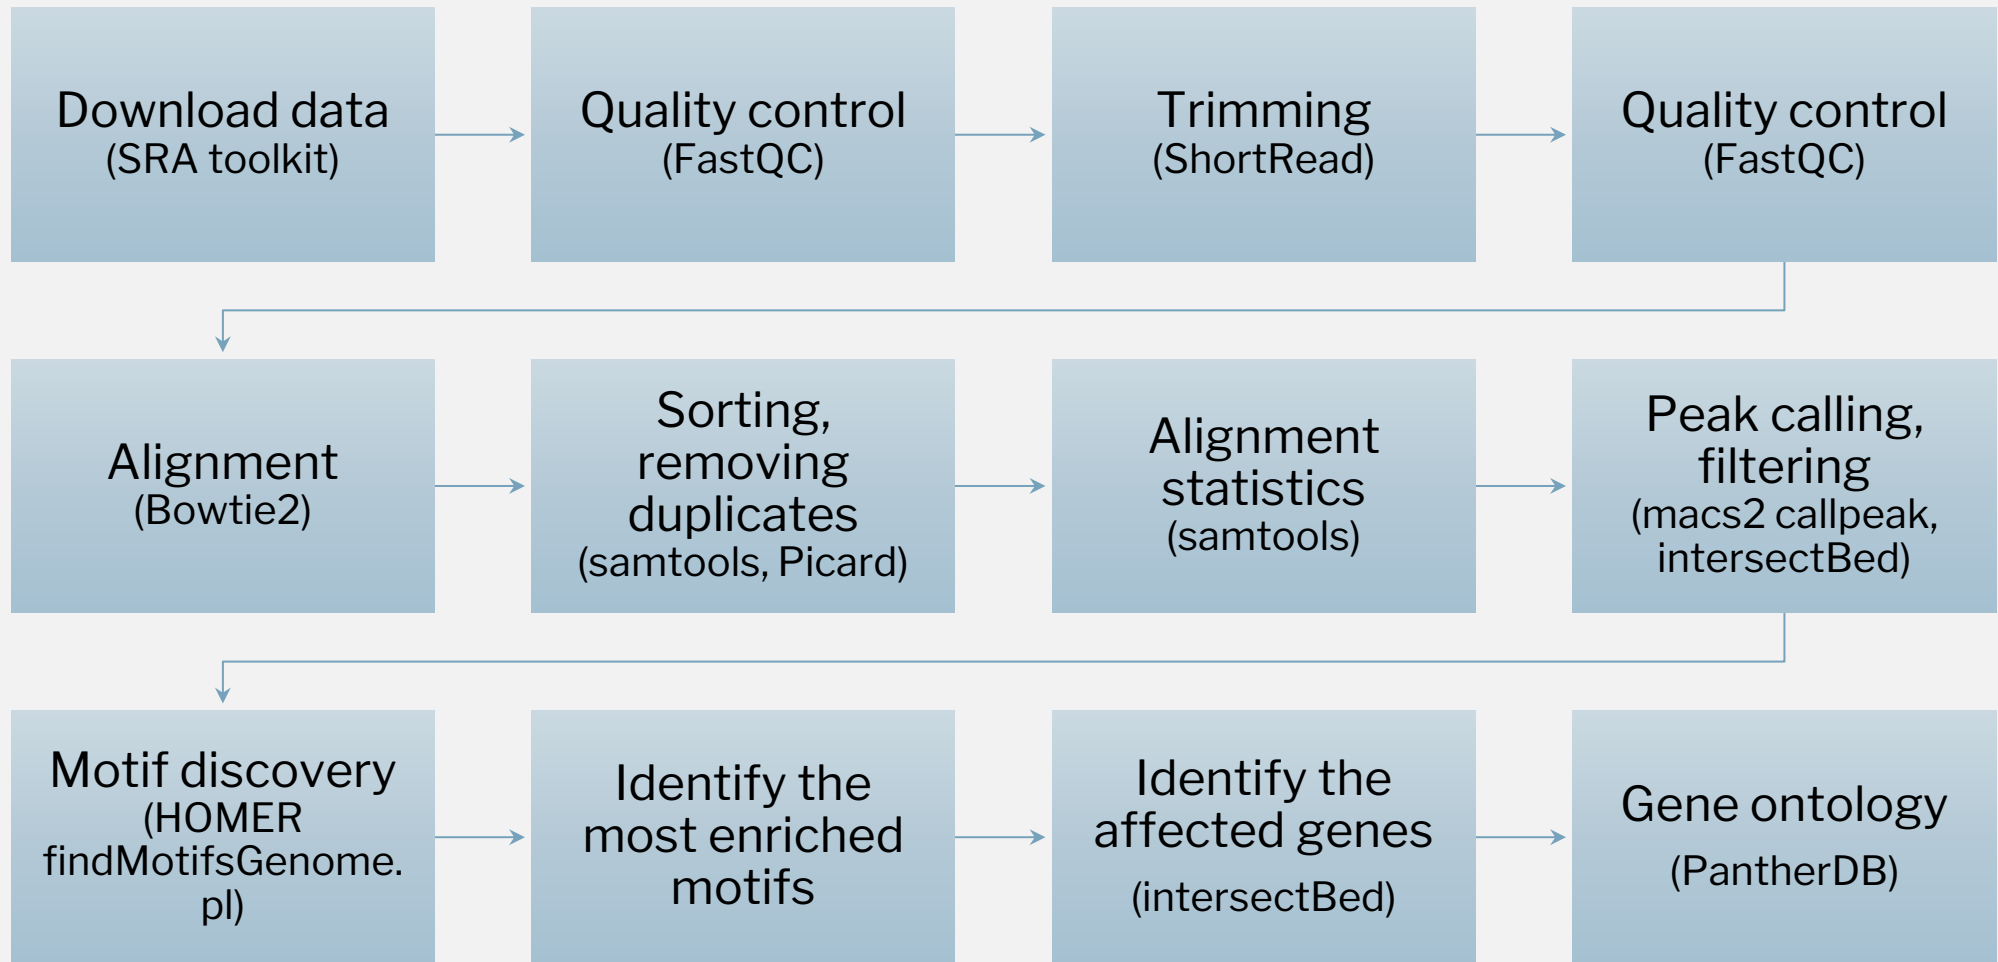 Download data
(SRA toolkit)
Quality control
(FastQC)
Trimming
(ShortRead)
Quality control
(FastQC)
Alignment
(Bowtie2)
Sorting,
removing
duplicates
(samtools, Picard)
Alignment
statistics
(samtools)
Peak calling,
filtering
(macs2 callpeak,
intersectBed)
Motif discovery
(HOMER
findMotifsGenome.
pl)
Identify the
most enriched
motifs
Identify the
affected genes
(intersectBed)
Gene ontology
(PantherDB)